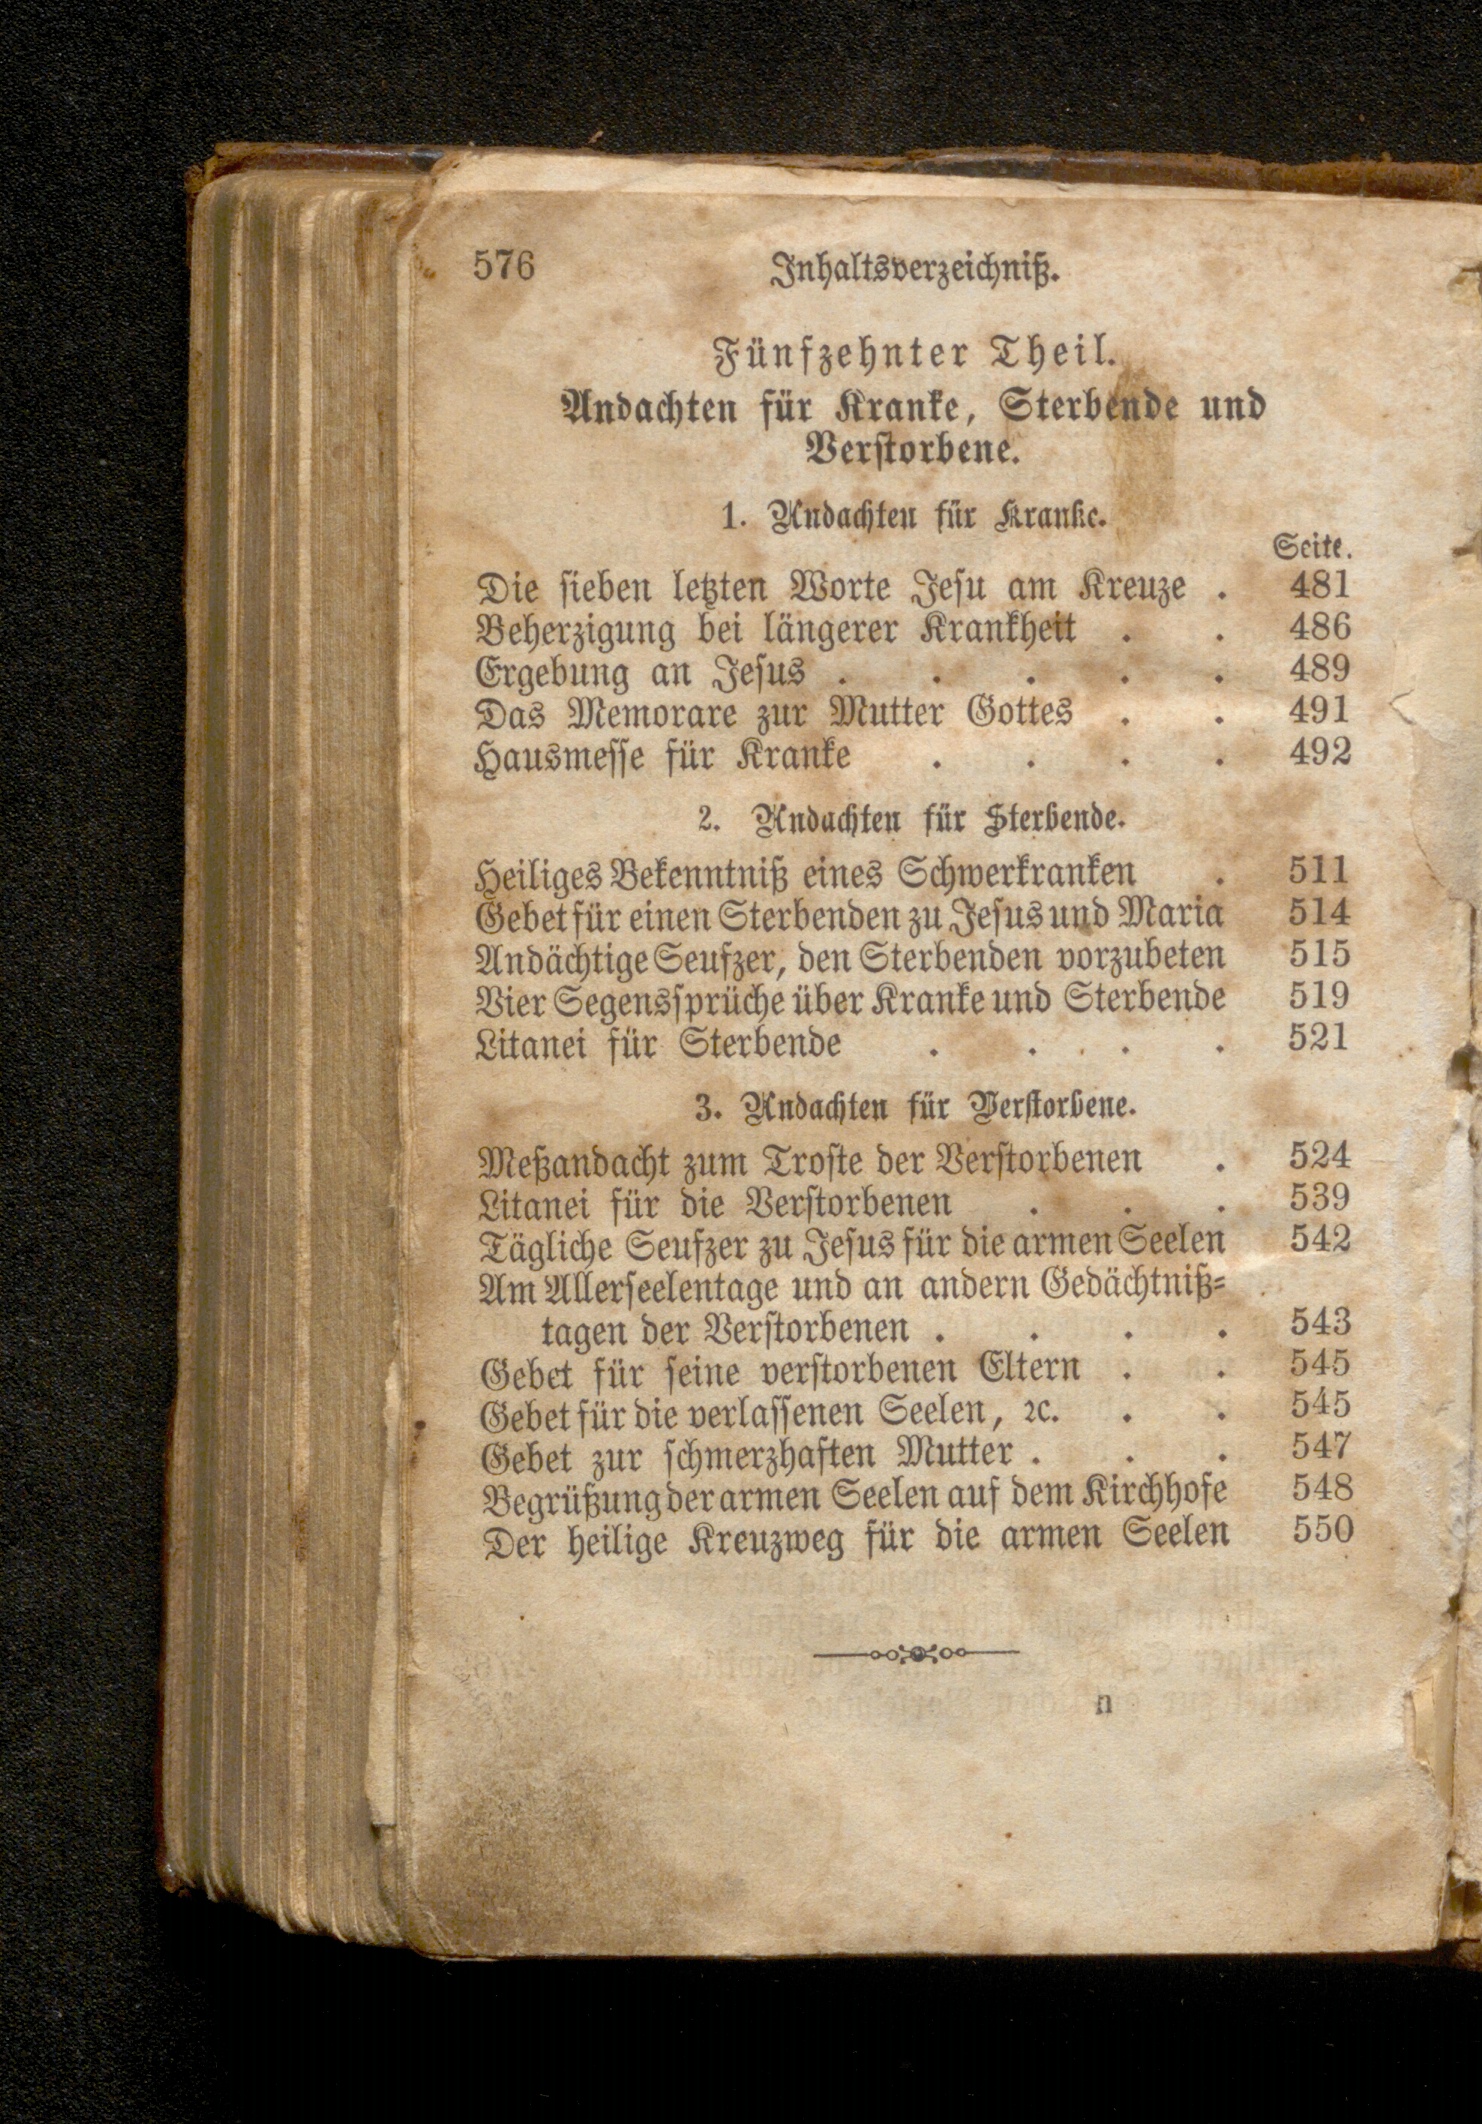 576 Inhaltsverzeichniß.
Fünfzehnter Theil.
Andachten für Kranke, Sterbende und
Verstorbene.
1. Andachten für Kranke.
Seite.
Die sieben letzten Worte Jesu am Kreuze . 481
Beherzigung bei längerer Krankheit . . 486
Ergebung an Jesus . . . . . 489
Das Memorare zur Mutter Gottes . . 491
Hausmesse für Kranke . . . . 492
2. Andachten für Sterbende.
Heiliges Bekenntniß eines Schwerkranken . 511
Gebet für einen Sterbenden zu Jesus und Maria 514
Andächtige Seufzer, den Sterbenden vorzubeten 515
Vier Segenssprüche über Kranke und Sterbende 519
Litanei für Sterbende . . . . 521
3. Andachten für Verstorbene.
Meßandacht zum Troste der Verstorbenen . 524
Litanei für die Verstorbenen . . . 539
Tägliche Seufzer zu Jesus für die armen Seelen 542
Am Allerseelentage und an andern Gedächtniß-
tagen der Verstorbenen . . . . 543
Gebet für seine verstorbenen Eltern . . 545
Gebet für die verlassenen Seelen, ꝛc. . . 545
Gebet zur schmerzhaften Mutter . . . 547
Begrüßung der armen Seelen auf dem Kirchhofe 548
Der heilige Kreuzweg für die armen Seelen 550
n